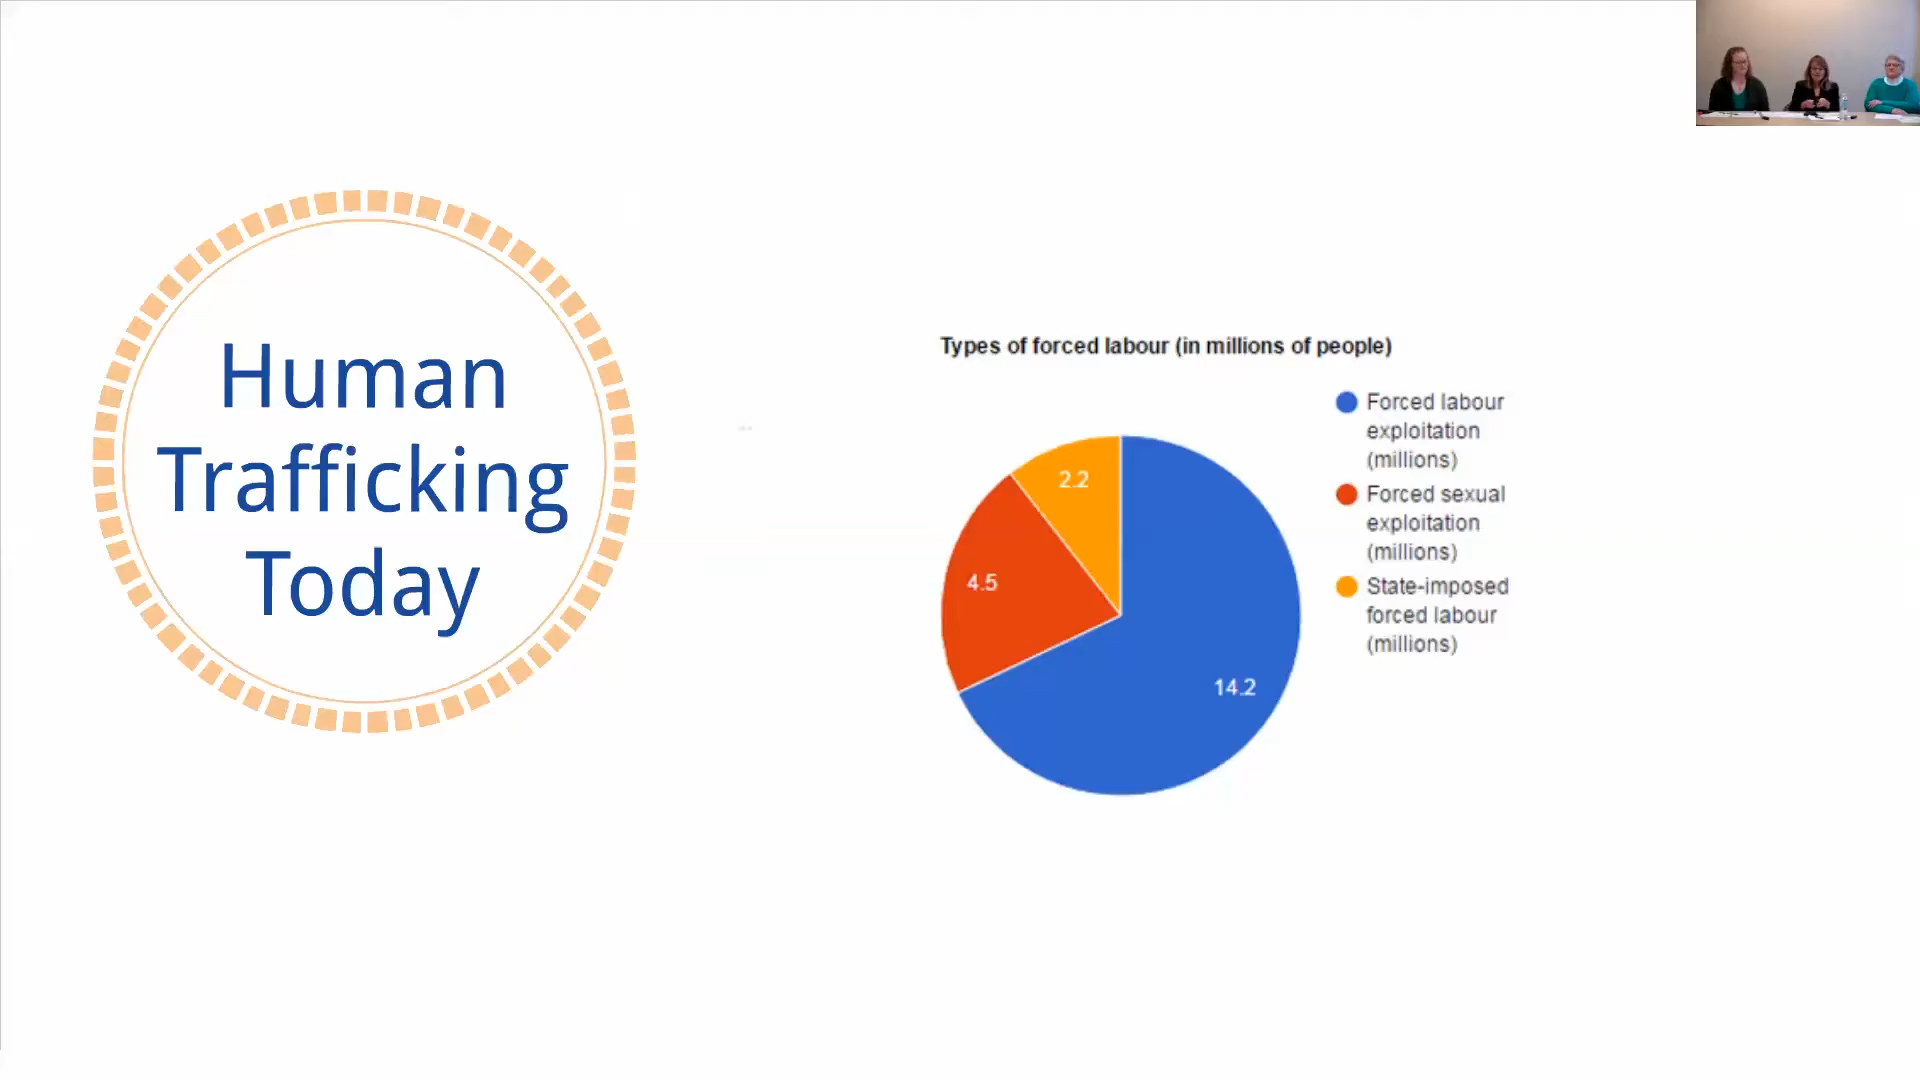 Human
Trafficking
Today
Types of forced labour (in millions of people)
2.2
4.5
14.2
Forced labour
exploitation
(millions)
Forced sexual
exploitation
(millions)
State-imposed
forced labour
(millions)